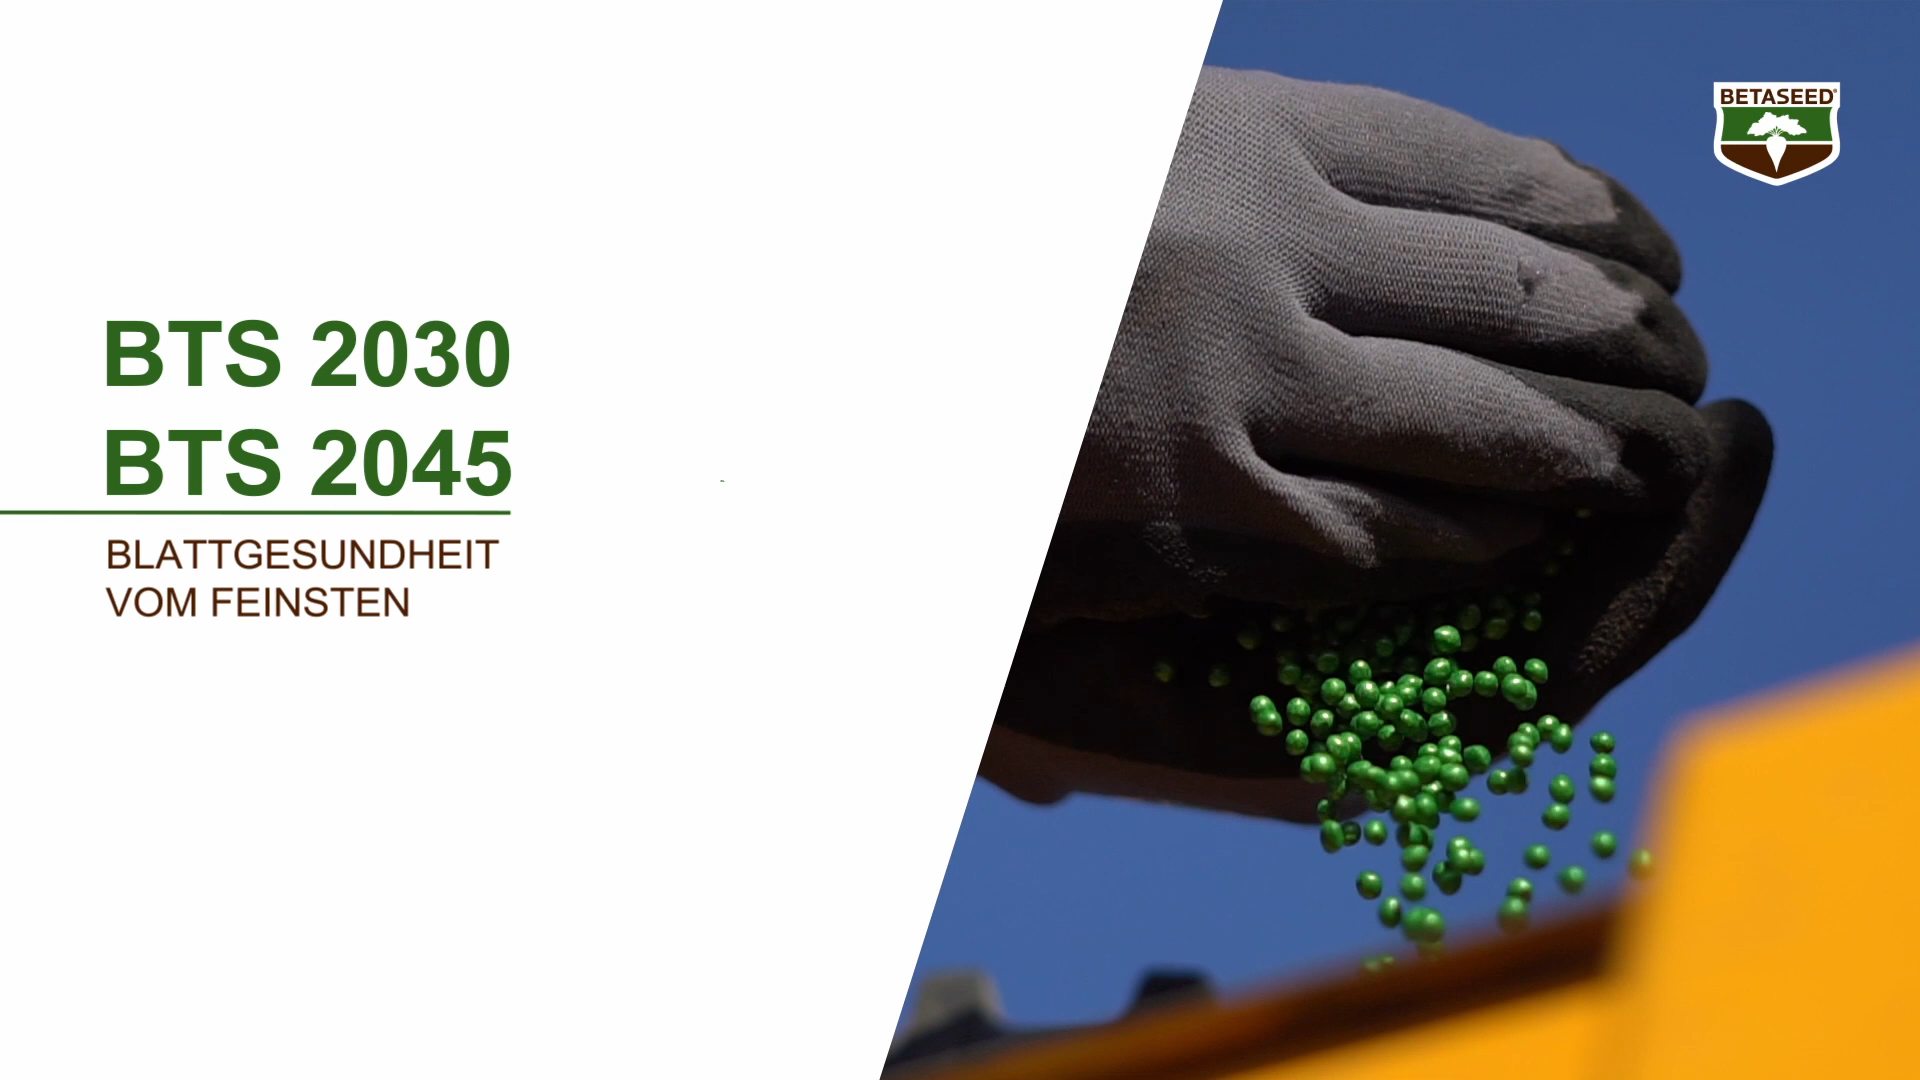 BETASEED®
BTS 2030
BTS 2045
BLATTGESUNDHEIT
VOM FEINSTEN